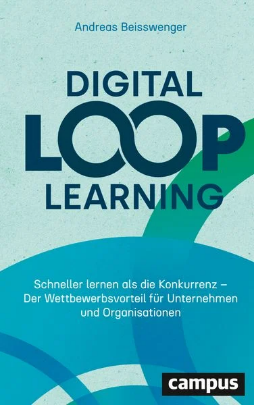 Andreas Beisswenger
DIGITAL
LOOP
LEARNING
Schneller lernen als die Konkurrenz –
Der Wettbewerbsvorteil für Unternehmen
und Organisationen
campus